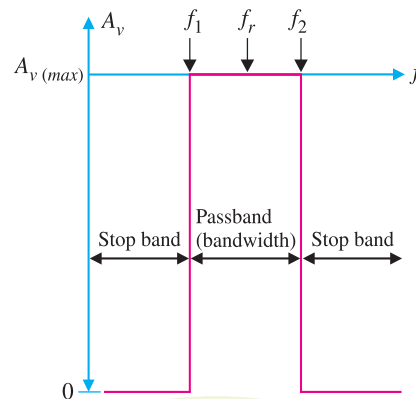 A_v
f_1
f_r
f_2
A_v (max)
f
Stop band
Passband
(bandwidth)
Stop band
0